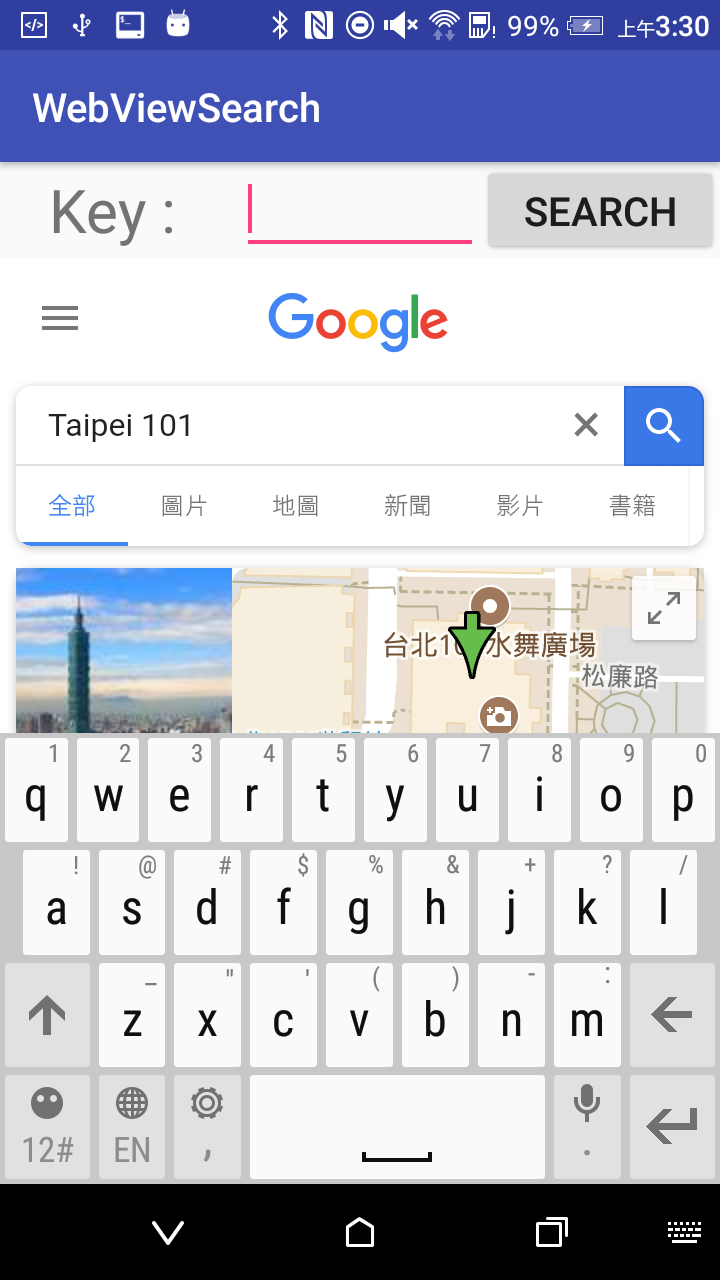 99% 上午3:30
WebViewSearch
Key : SEARCH
Google
Taipei 101
全部 圖片 地圖 新聞 影片 書籍
台北10 水舞廣場
松廉路
1 2 3 4 5 6 7 8 9 0
q w e r t y u i o p
! @ # $ % & + ? /
a s d f g h j k l
_ " ' ( ) - :
z x c v b n m
12# EN , .